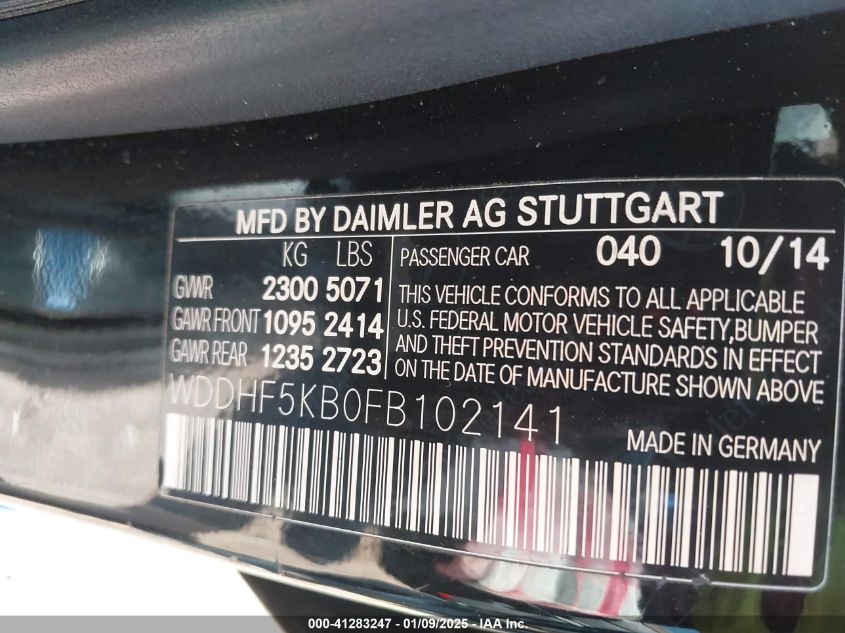 MFD BY DAIMLER AG STUTTGART
KG LBS
GVWR 2300 5071
GAWR FRONT 1095 2414
GAWR REAR 1235 2723
PASSENGER CAR 040 10/14
THIS VEHICLE CONFORMS TO ALL APPLICABLE
U.S. FEDERAL MOTOR VEHICLE SAFETY,BUMPER
AND THEFT PREVENTION STANDARDS IN EFFECT
ON THE DATE OF MANUFACTURE SHOWN ABOVE
WDDHF5KB0FB102141
MADE IN GERMANY
000-41283247 - 01/09/2025 - IAA Inc.